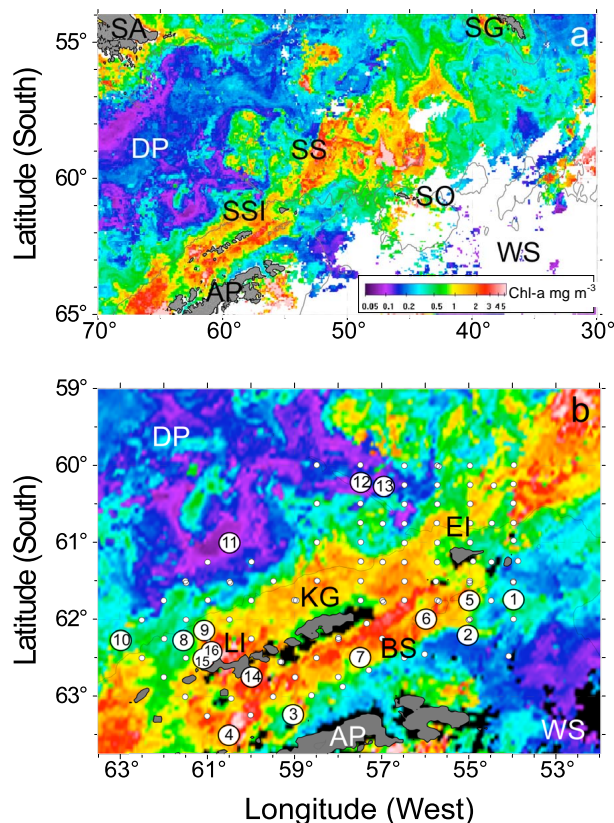 SA
SG
a
55°
DP
SS
Latitude (South)
60°
SSI
SO
WS
AP
Chl-a mg m-3
0.05 0.1 0.2 0.5 1 2 3 4 5
65°
70° 60° 50° 40° 30°
59°
b
DP
60°
12 13
EI
61°
11
KG
5 1
62°
Latitude (South)
9 6
10 8 LI BS 2
16
15 7
14
63°
3
4
AP WS
63 61 59 57 55 53
Longitude (West)